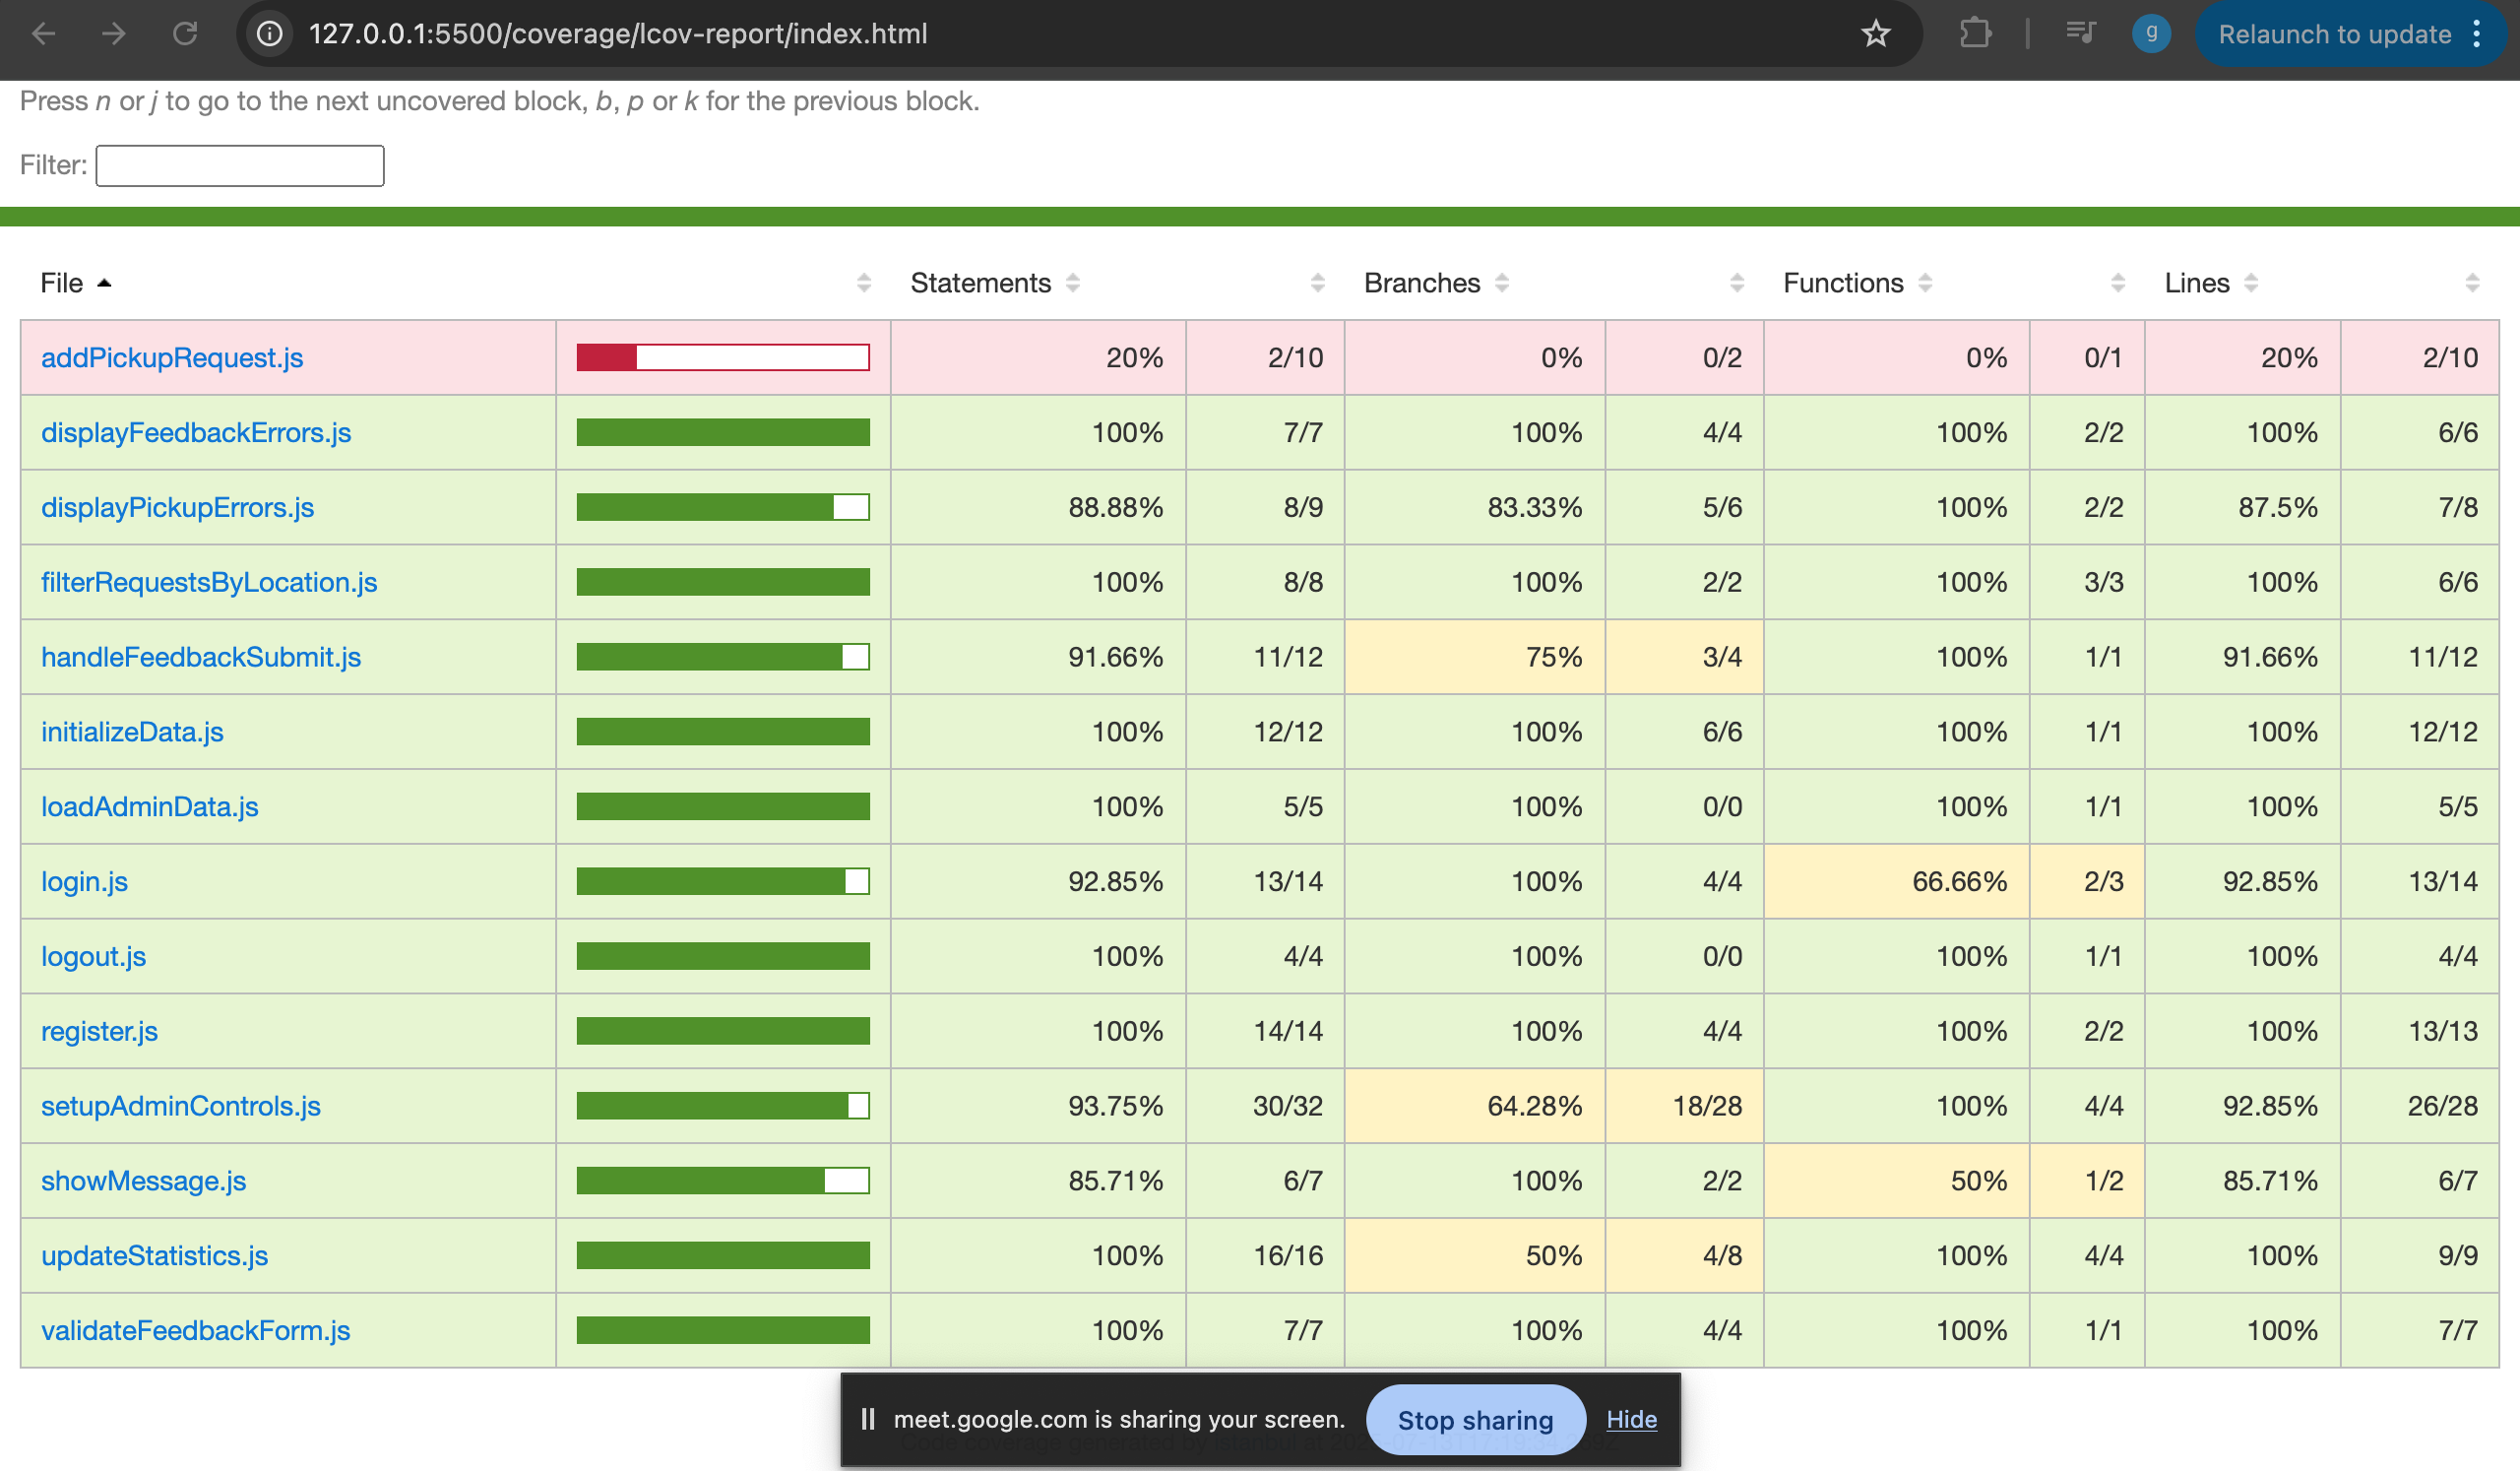 127.0.0.1:5500/coverage/lcov-report/index.html
g
Relaunch to update
Press n or j to go to the next uncovered block, b, p or k for the previous block.
Filter:
File Statements Branches Functions Lines
addPickupRequest.js 20% 2/10 0% 0/2 0% 0/1 20% 2/10
displayFeedbackErrors.js 100% 7/7 100% 4/4 100% 2/2 100% 6/6
displayPickupErrors.js 88.88% 8/9 83.33% 5/6 100% 2/2 87.5% 7/8
filterRequestsByLocation.js 100% 8/8 100% 2/2 100% 3/3 100% 6/6
handleFeedbackSubmit.js 91.66% 11/12 75% 3/4 100% 1/1 91.66% 11/12
initializeData.js 100% 12/12 100% 6/6 100% 1/1 100% 12/12
loadAdminData.js 100% 5/5 100% 0/0 100% 1/1 100% 5/5
login.js 92.85% 13/14 100% 4/4 66.66% 2/3 92.85% 13/14
logout.js 100% 4/4 100% 0/0 100% 1/1 100% 4/4
register.js 100% 14/14 100% 4/4 100% 2/2 100% 13/13
setupAdminControls.js 93.75% 30/32 64.28% 18/28 100% 4/4 92.85% 26/28
showMessage.js 85.71% 6/7 100% 2/2 50% 1/2 85.71% 6/7
updateStatistics.js 100% 16/16 50% 4/8 100% 4/4 100% 9/9
validateFeedbackForm.js 100% 7/7 100% 4/4 100% 1/1 100% 7/7
meet.google.com is sharing your screen. Stop sharing Hide
Code coverage generated by istanbul at